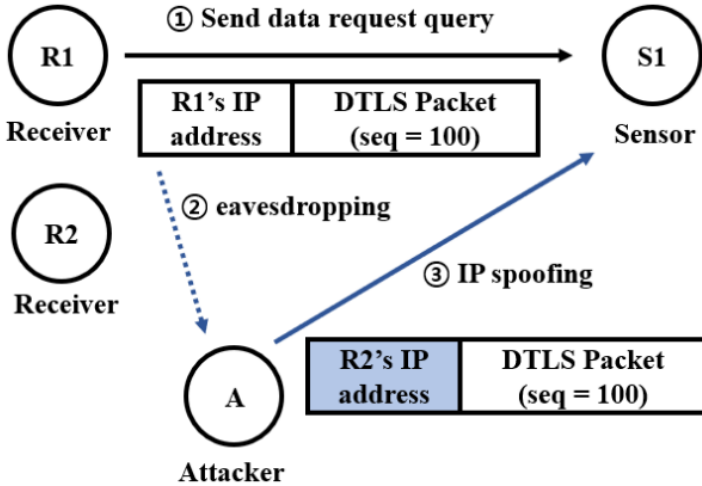 ① Send data request query
R1
S1
R1's IP
address
DTLS Packet
(seq = 100)
Receiver
Sensor
② eavesdropping
R2
③ IP spoofing
Receiver
R2's IP
address
DTLS Packet
(seq = 100)
A
Attacker